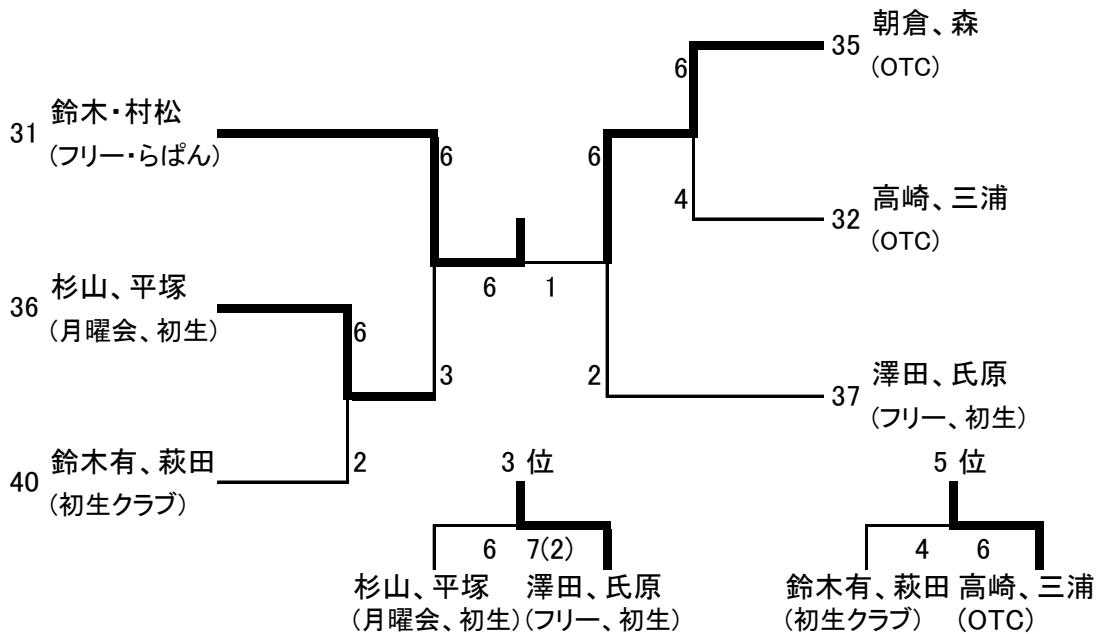 31 鈴木・村松
(フリー・らぱん)
36 杉山、平塚
(月曜会、初生)
40 鈴木有、萩田
(初生クラブ)
6
6
3
2
6 1
6
6
4
2
35 朝倉、森
(OTC)
32 高崎、三浦
(OTC)
37 澤田、氏原
(フリー、初生)
3 位
6 7(2)
杉山、平塚 澤田、氏原
(月曜会、初生) (フリー、初生)
5 位
4 6
鈴木有、萩田 高崎、三浦
(初生クラブ) (OTC)